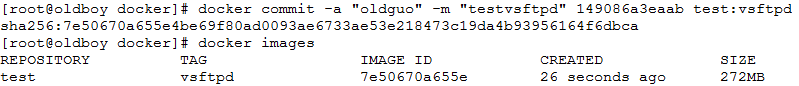 [root@oldboy docker]# docker commit -a "oldguo" -m "testvsftpd" 149086a3eaab test:vsftpd
sha256:7e50670a655e4be69f80ad0093ae6733ae53e218473c19da4b93956164f6dbca
[root@oldboy docker]# docker images
REPOSITORY TAG IMAGE ID CREATED SIZE
test vsftpd 7e50670a655e 26 seconds ago 272MB